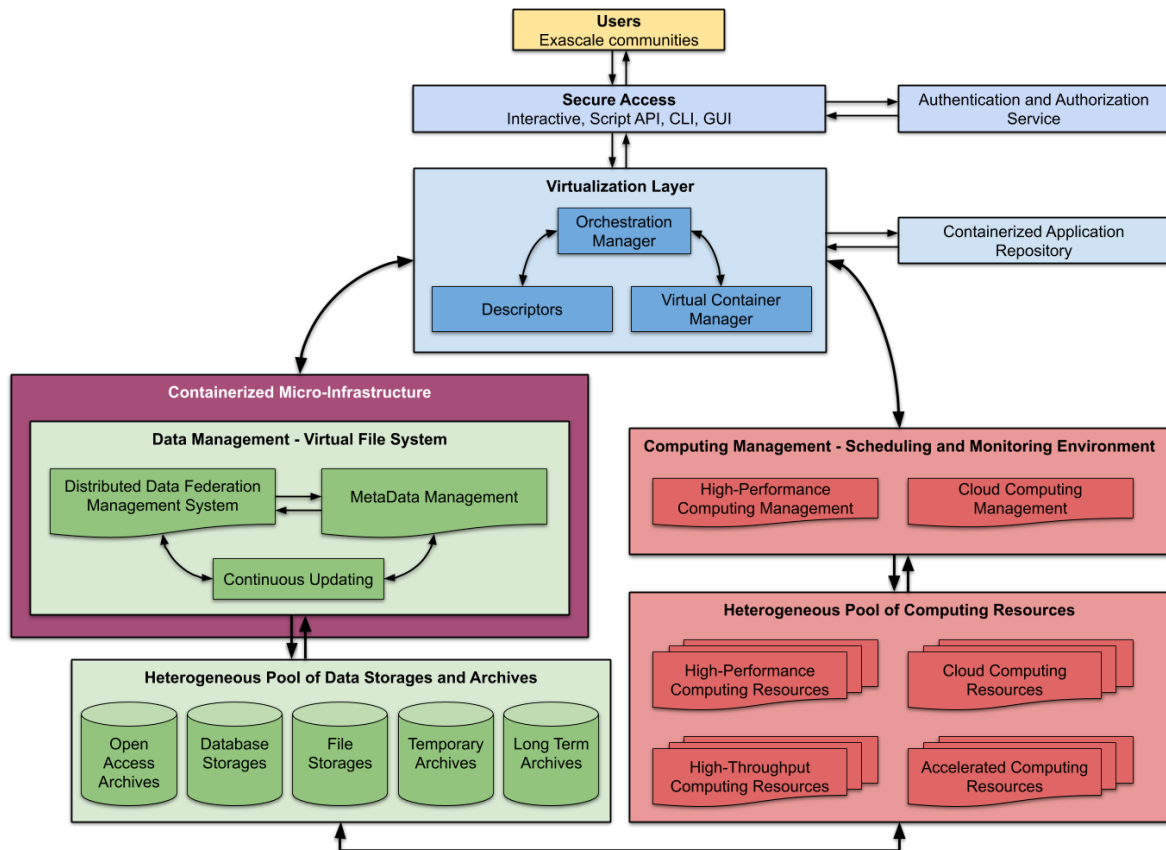 Users
Exascale communities
Secure Access
Interactive, Script API, CLI, GUI
Authentication and Authorization
Service
Virtualization Layer
Orchestration
Manager
Descriptors
Virtual Container
Manager
Containerized Application
Repository
Containerized Micro-Infrastructure
Data Management - Virtual File System
Distributed Data Federation
Management System
MetaData Management
Continuous Updating
Computing Management - Scheduling and Monitoring Environment
High-Performance
Computing Management
Cloud Computing
Management
Heterogeneous Pool of Data Storages and Archives
Open
Access
Archives
Database
Storages
File
Storages
Temporary
Archives
Long Term
Archives
Heterogeneous Pool of Computing Resources
High-Performance
Computing Resources
Cloud Computing
Resources
High-Throughput
Computing Resources
Accelerated Computing
Resources